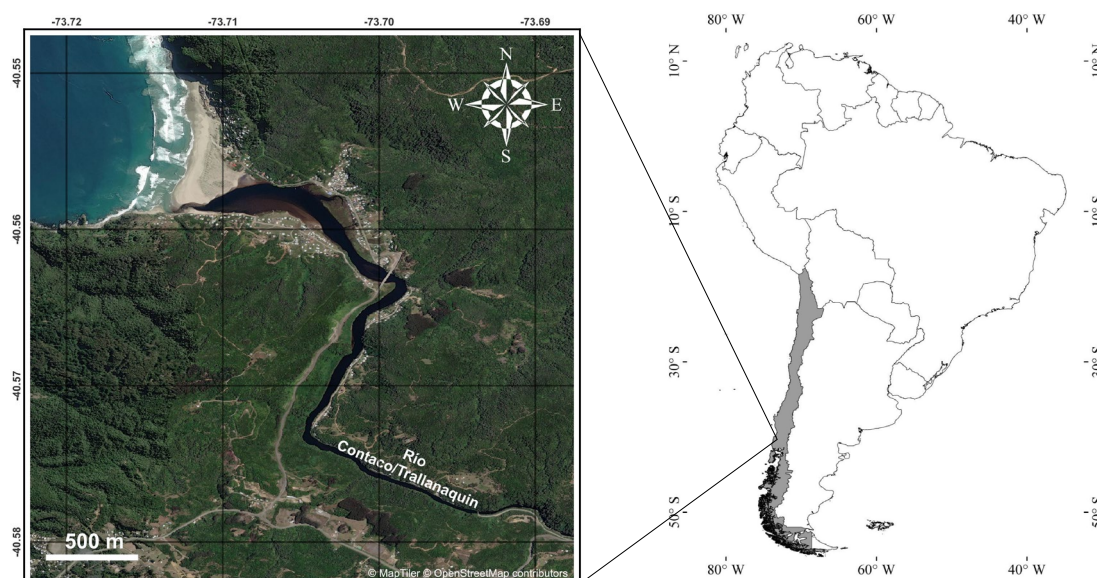 -73.72
-73.71
-73.70
-73.69
80° W
60° W
40° W
-40.55
-40.56
-40.57
-40.58
N
W
E
S
Rio
Contaco/Trallanaquin
500 m
© MapTiler © OpenStreetMap contributors
10° N
10° S
30° S
50° S
10° N
10° S
30° S
50° S
80° W
60° W
40° W